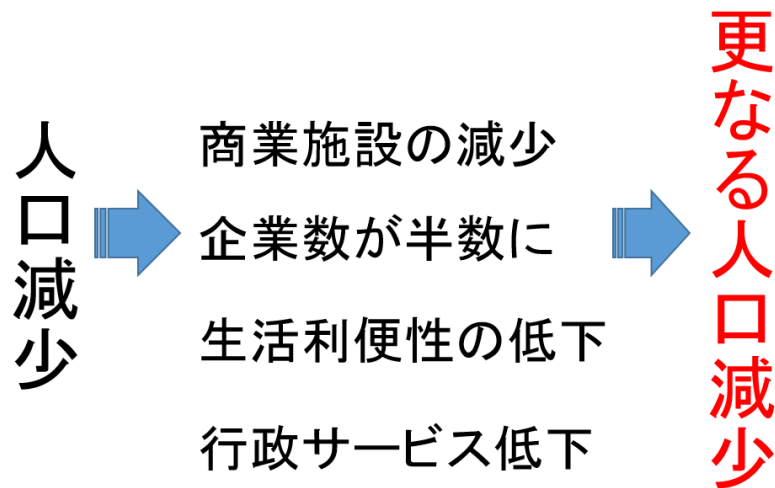 人口減少
商業施設の減少
企業数が半数に
生活利便性の低下
行政サービス低下
更なる人口減少